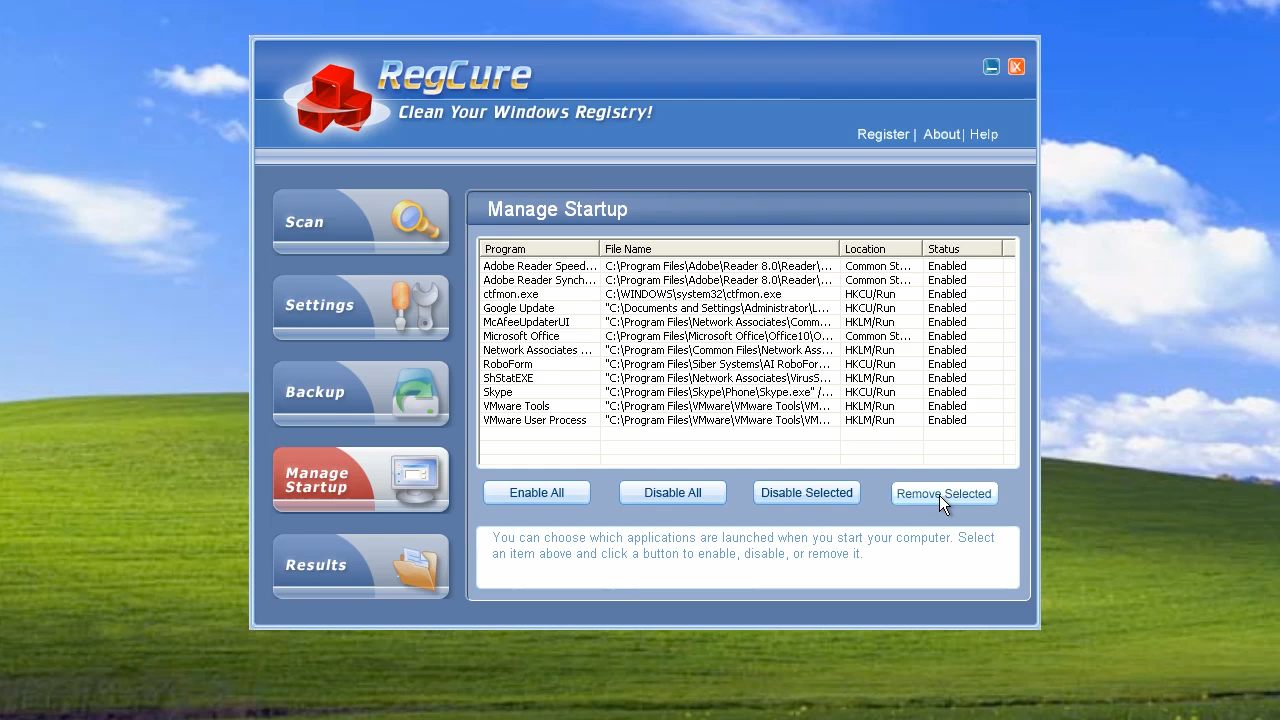 RegCure
Clean Your Windows Registry!
Register | About | Help
Scan
Settings
Backup
Manage
Startup
Results
Manage Startup
Program File Name Location Status
Adobe Reader Speed... C:\Program Files\Adobe\Reader 8.0\Reader\... Common St... Enabled
Adobe Reader Synch... C:\Program Files\Adobe\Reader 8.0\Reader\... Common St... Enabled
ctfmon.exe C:\WINDOWS\system32\ctfmon.exe HKCU/Run Enabled
Google Update "C:\Documents and Settings\Administrator\L... HKCU/Run Enabled
McAfeeUpdaterUI "C:\Program Files\Network Associates\Comm... HKLM/Run Enabled
Microsoft Office C:\Program Files\Microsoft Office\Office10\O... Common St... Enabled
Network Associates ... "C:\Program Files\Common Files\Network Ass... HKLM/Run Enabled
RoboForm "C:\Program Files\Siber Systems\AI RoboFor... HKCU/Run Enabled
ShStatEXE "C:\Program Files\Network Associates\VirusS... HKLM/Run Enabled
Skype "C:\Program Files\Skype\Phone\Skype.exe" /... HKCU/Run Enabled
VMware Tools "C:\Program Files\VMware\VMware Tools\VM... HKLM/Run Enabled
VMware User Process "C:\Program Files\VMware\VMware Tools\VM... HKLM/Run Enabled
Enable All Disable All Disable Selected Remove Selected
You can choose which applications are launched when you start your computer. Select
an item above and click a button to enable, disable, or remove it.